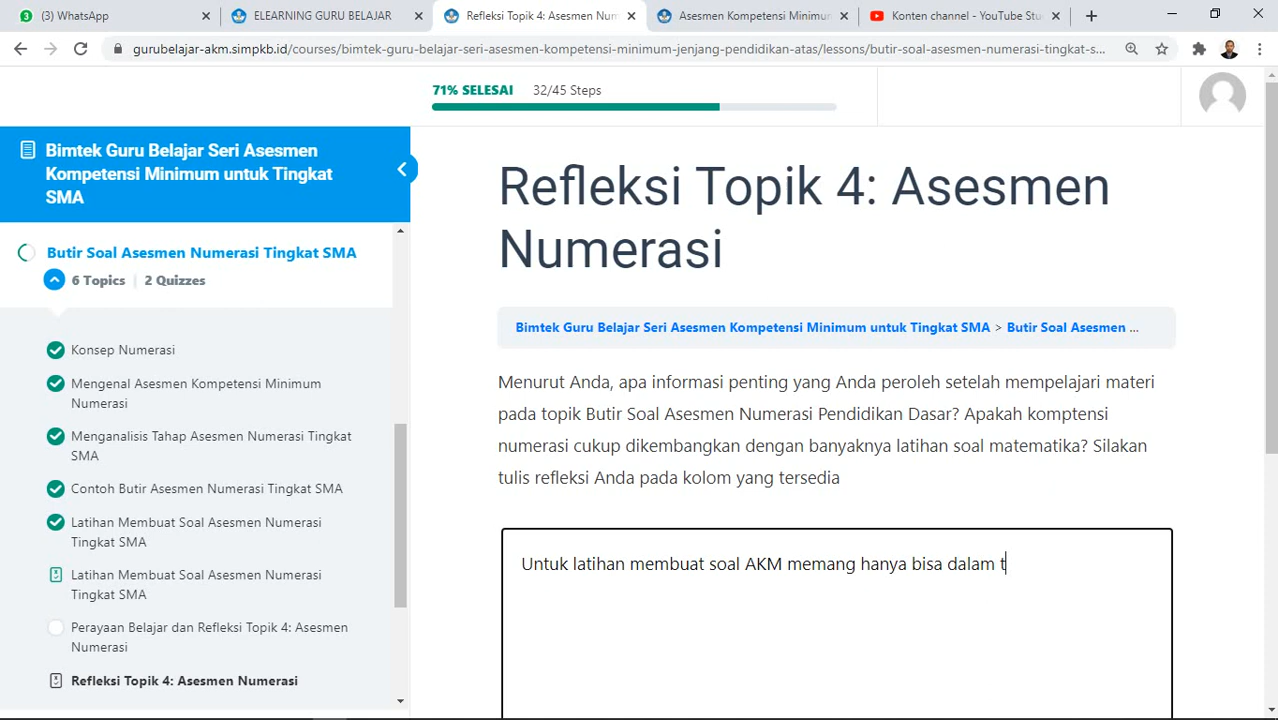 (3) WhatsApp
ELEARNING GURU BELAJAR
Refleksi Topik 4: Asesmen Num
Asesmen Kompetensi Minimum
Konten channel - YouTube Stu
gurubelajar-akm.simpkb.id/courses/bimtek-guru-belajar-seri-asesmen-kompetensi-minimum-jenjang-pendidikan-atas/lessons/butir-soal-asesmen-numerasi-tingkat-s...
71% SELESAI 32/45 Steps
Bimtek Guru Belajar Seri Asesmen
Kompetensi Minimum untuk Tingkat
SMA
Butir Soal Asesmen Numerasi Tingkat SMA
6 Topics | 2 Quizzes
Konsep Numerasi
Mengenal Asesmen Kompetensi Minimum
Numerasi
Menganalisis Tahap Asesmen Numerasi Tingkat
SMA
Contoh Butir Asesmen Numerasi Tingkat SMA
Latihan Membuat Soal Asesmen Numerasi
Tingkat SMA
Latihan Membuat Soal Asesmen Numerasi
Tingkat SMA
Perayaan Belajar dan Refleksi Topik 4: Asesmen
Numerasi
Refleksi Topik 4: Asesmen Numerasi
Refleksi Topik 4: Asesmen
Numerasi
Bimtek Guru Belajar Seri Asesmen Kompetensi Minimum untuk Tingkat SMA > Butir Soal Asesmen ...
Menurut Anda, apa informasi penting yang Anda peroleh setelah mempelajari materi
pada topik Butir Soal Asesmen Numerasi Pendidikan Dasar? Apakah komptensi
numerasi cukup dikembangkan dengan banyaknya latihan soal matematika? Silakan
tulis refleksi Anda pada kolom yang tersedia
Untuk latihan membuat soal AKM memang hanya bisa dalam t